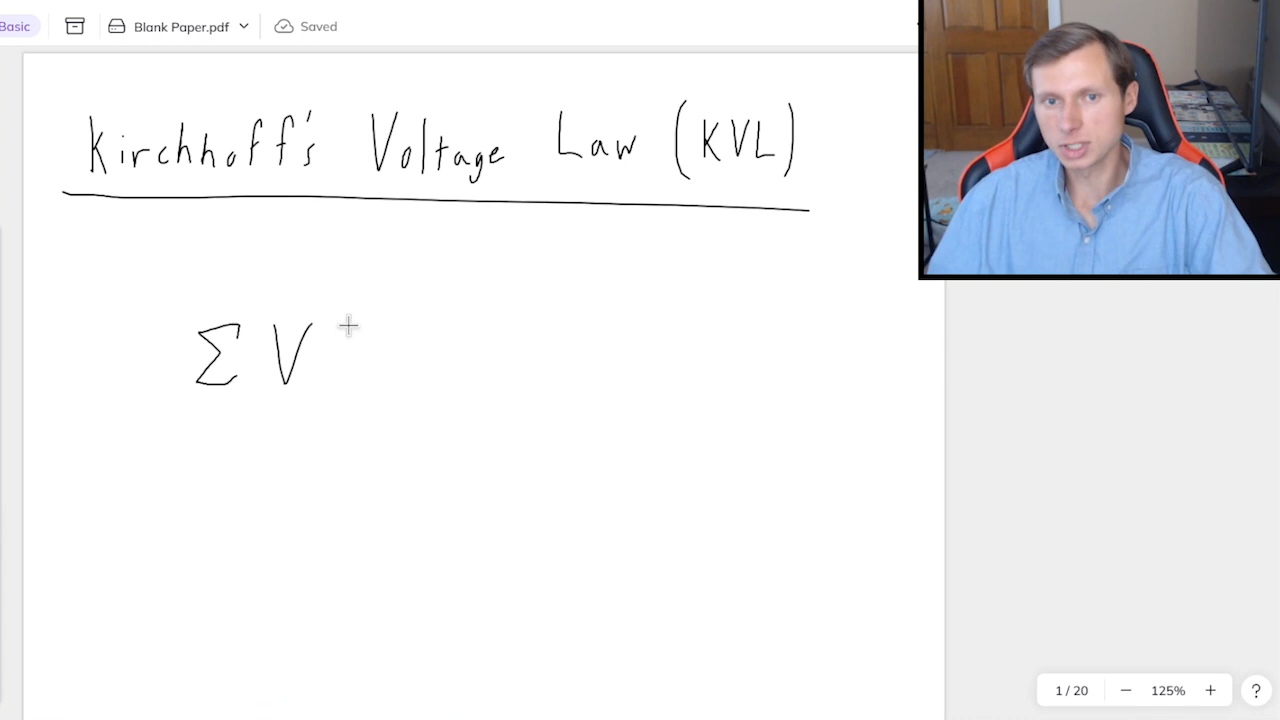 Basic Blank Paper.pdf Saved
Kirchhoff's Voltage Law (KVL)
Σ V
1 / 20 − 125% + ?